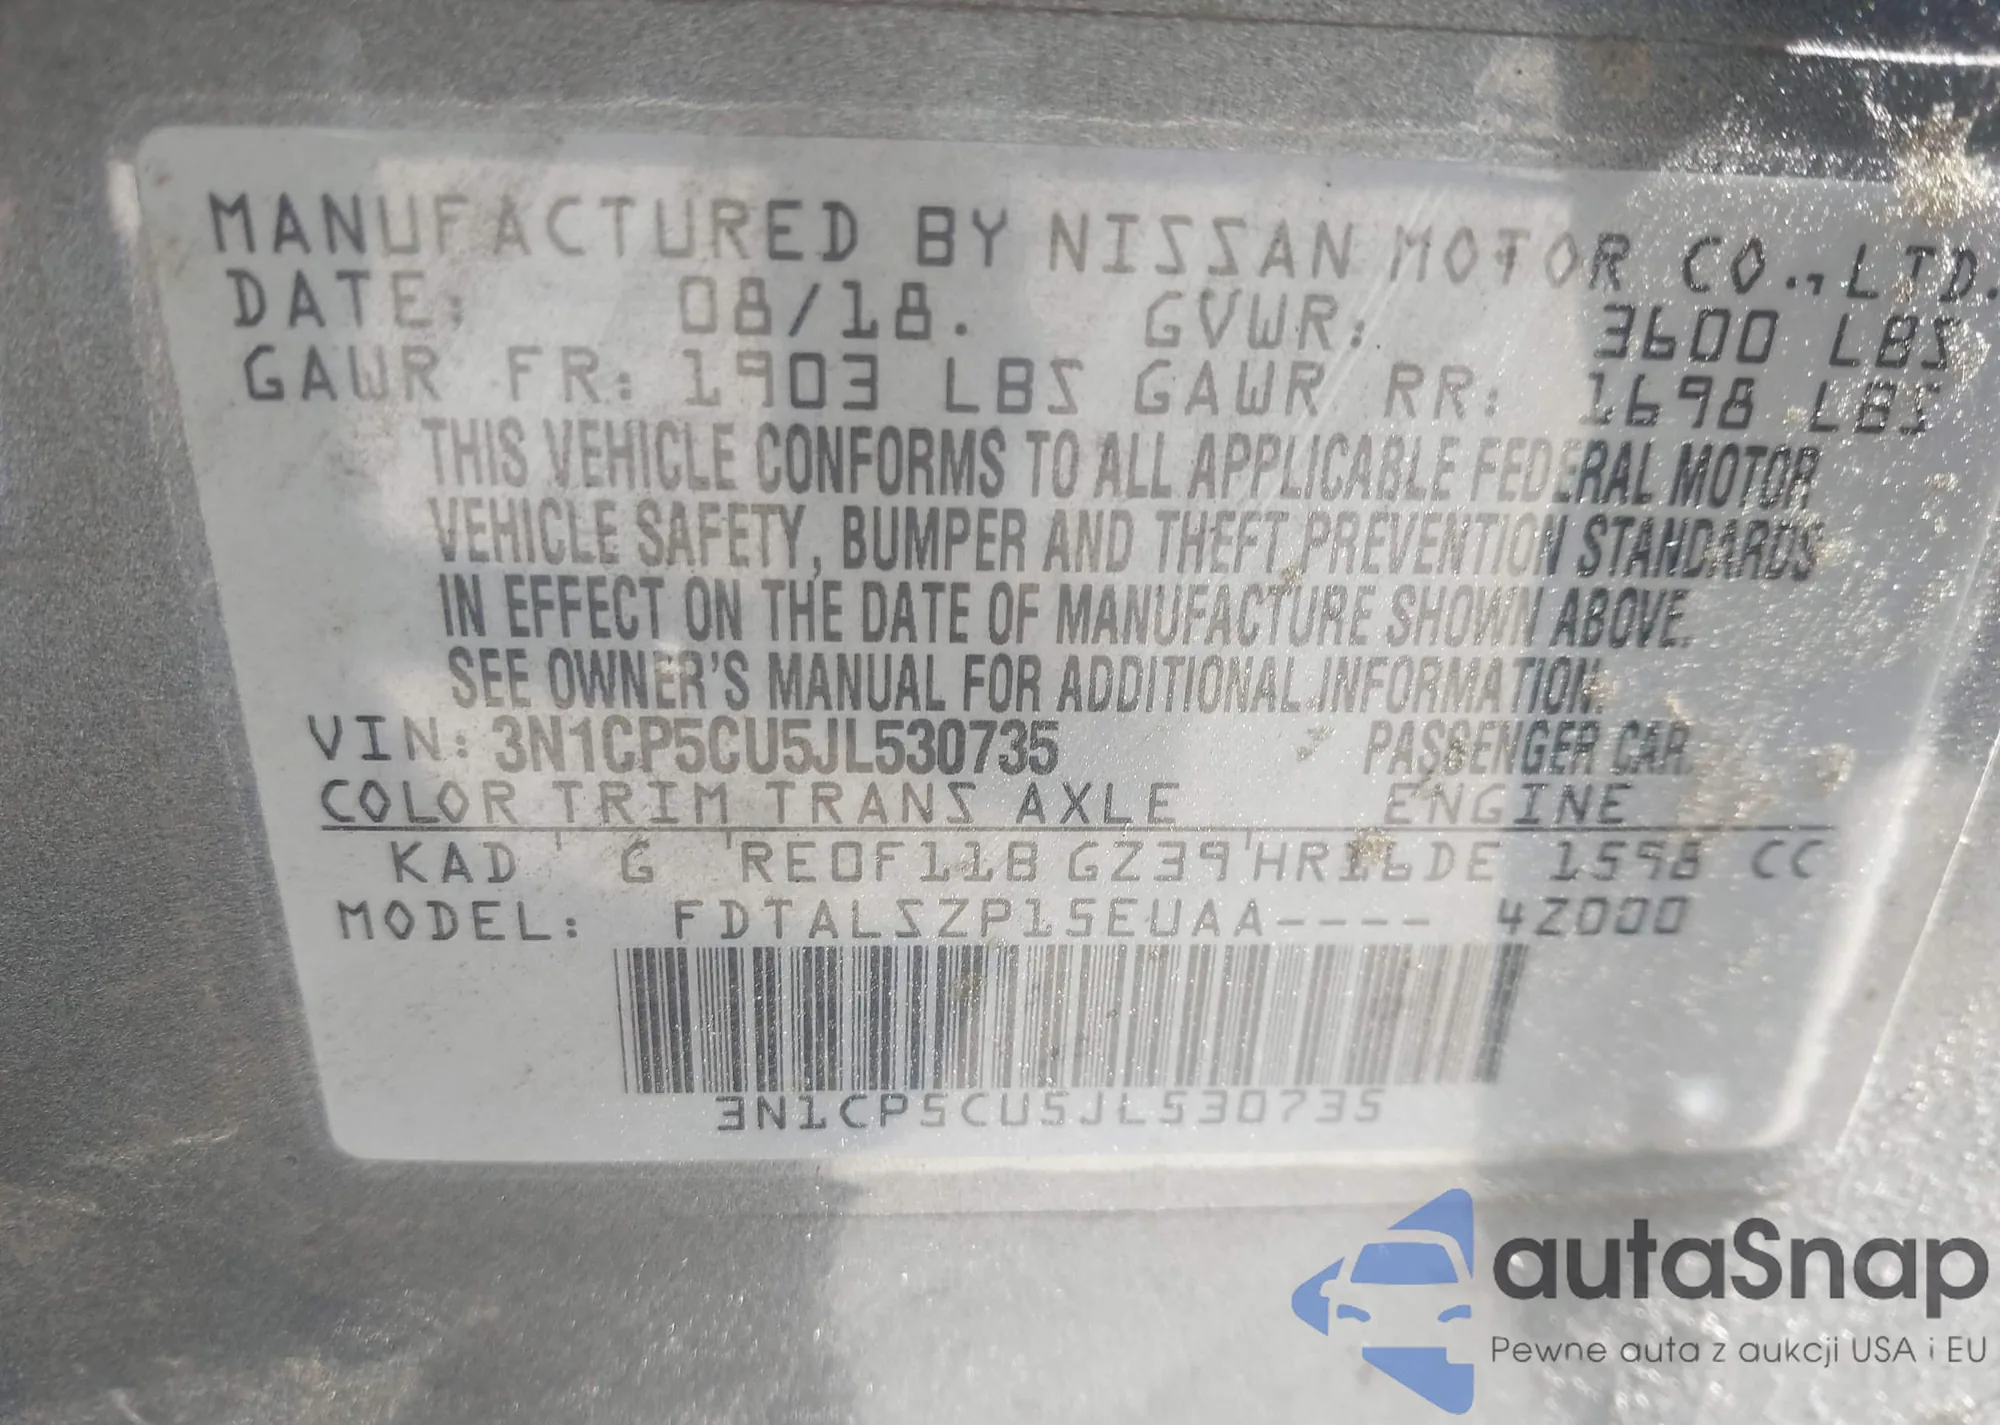 MANUFACTURED BY NISSAN MOTOR CO.,LTD.
DATE: 08/18. GVWR: 3600 LBS
GAWR FR: 1903 LBS GAWR RR: 1698 LBS
THIS VEHICLE CONFORMS TO ALL APPLICABLE FEDERAL MOTOR
VEHICLE SAFETY, BUMPER AND THEFT PREVENTION STANDARDS
IN EFFECT ON THE DATE OF MANUFACTURE SHOWN ABOVE.
SEE OWNER'S MANUAL FOR ADDITIONAL INFORMATION.
VIN: 3N1CP5CU5JL530735 PASSENGER CAR
COLOR TRIM TRANS AXLE ENGINE
KAD G RE0F11B GZ39 HR16DE 1598 CC
MODEL: FDTALSZP15EUAA---- 4Z000
3N1CP5CU5JL530735
autaSnap
Pewne auta z aukcji USA i EU